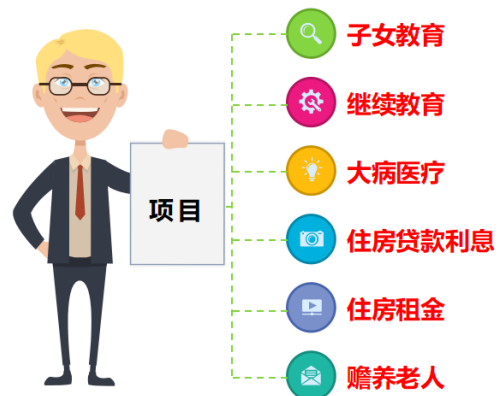 子女教育
继续教育
大病医疗
项目
住房贷款利息
住房租金
赡养老人